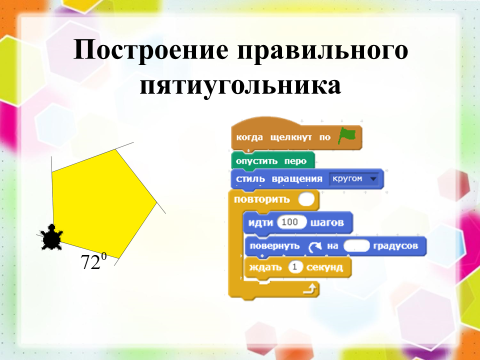 Построение правильного
пятиугольника
когда щелкнут по
опустить перо
стиль вращения кругом
повторить
идти 100 шагов
повернуть на градусов
ждать 1 секунд
72⁰